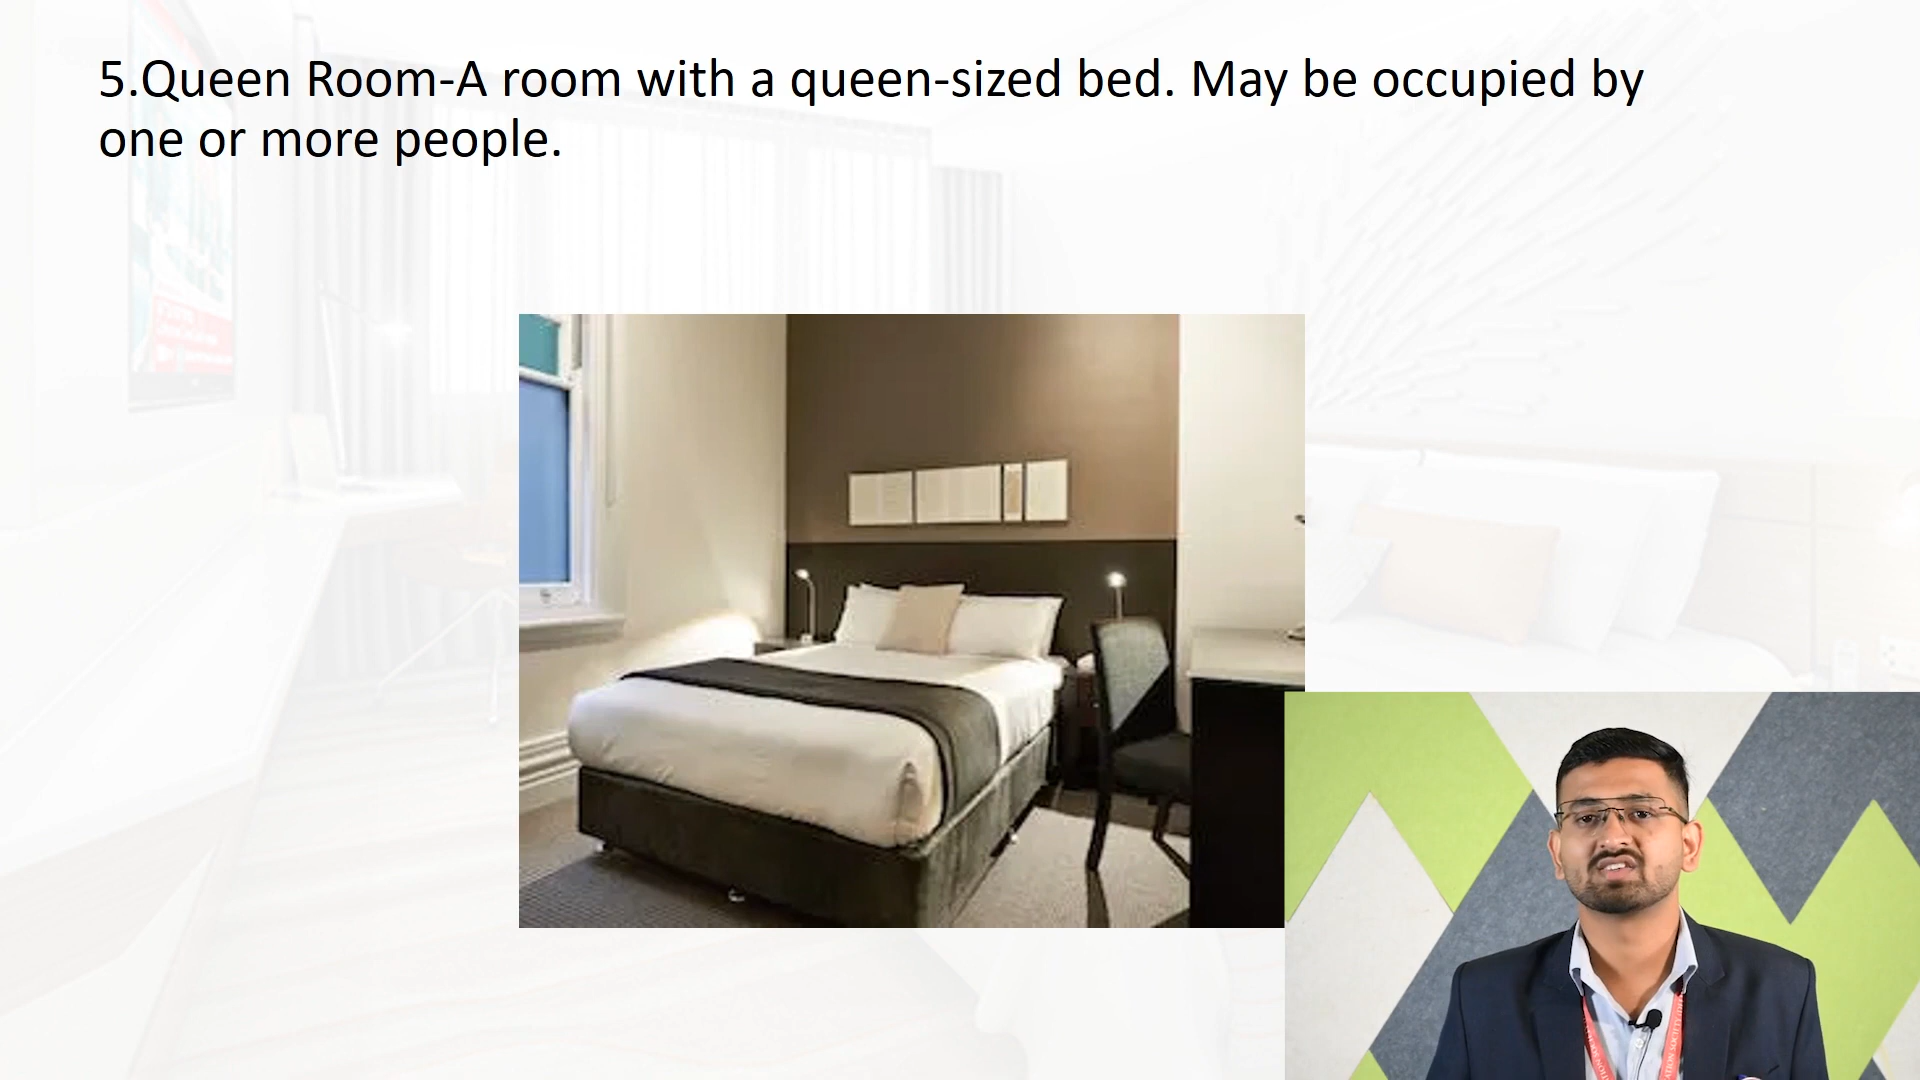 5.Queen Room-A room with a queen-sized bed. May be occupied by
one or more people.